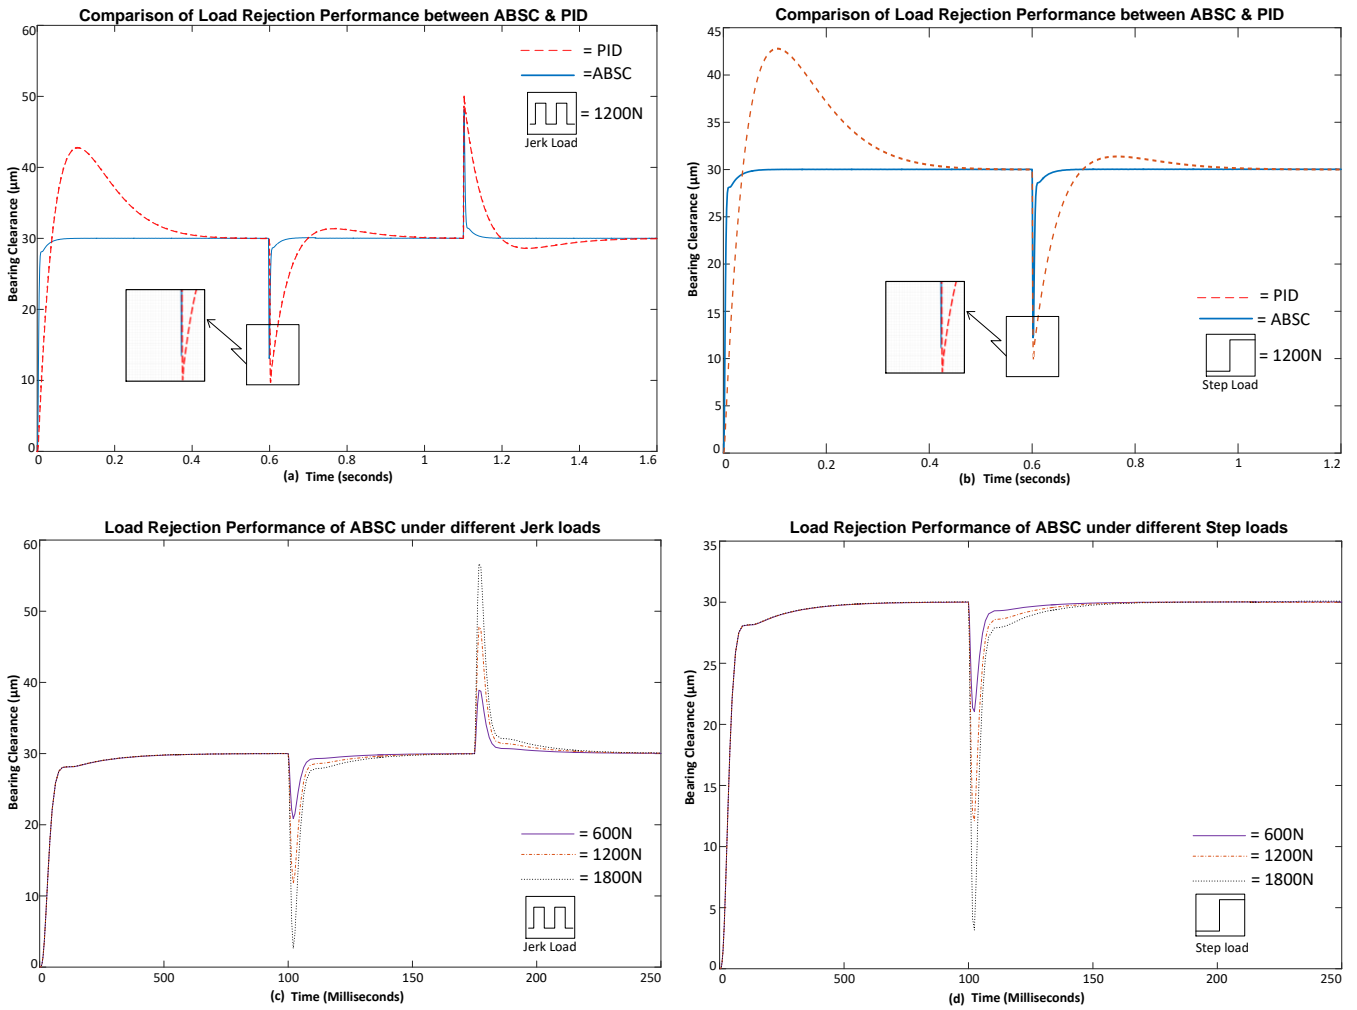 Comparison of Load Rejection Performance between ABSC & PID
60
50
40
30
20
10
0
Bearing Clearance (µm)
= PID
=ABSC
= 1200N
Jerk Load
0
0.2
0.4
0.6
0.8
1
1.2
1.4
1.6
(a) Time (seconds)
Comparison of Load Rejection Performance between ABSC & PID
45
40
35
30
25
20
15
10
5
0
Bearing Clearance (µm)
= PID
= ABSC
= 1200N
Step Load
0
0.2
0.4
0.6
0.8
1
1.2
(b) Time (seconds)
Load Rejection Performance of ABSC under different Jerk loads
60
50
40
30
20
10
0
Bearing Clearance (µm)
= 600N
= 1200N
= 1800N
Jerk Load
0
500
100
150
200
250
(c) Time (Milliseconds)
Load Rejection Performance of ABSC under different Step loads
35
30
25
20
15
10
5
0
Bearing Clearance (µm)
= 600N
= 1200N
= 1800N
Step load
0
500
100
150
200
250
(d) Time (Milliseconds)